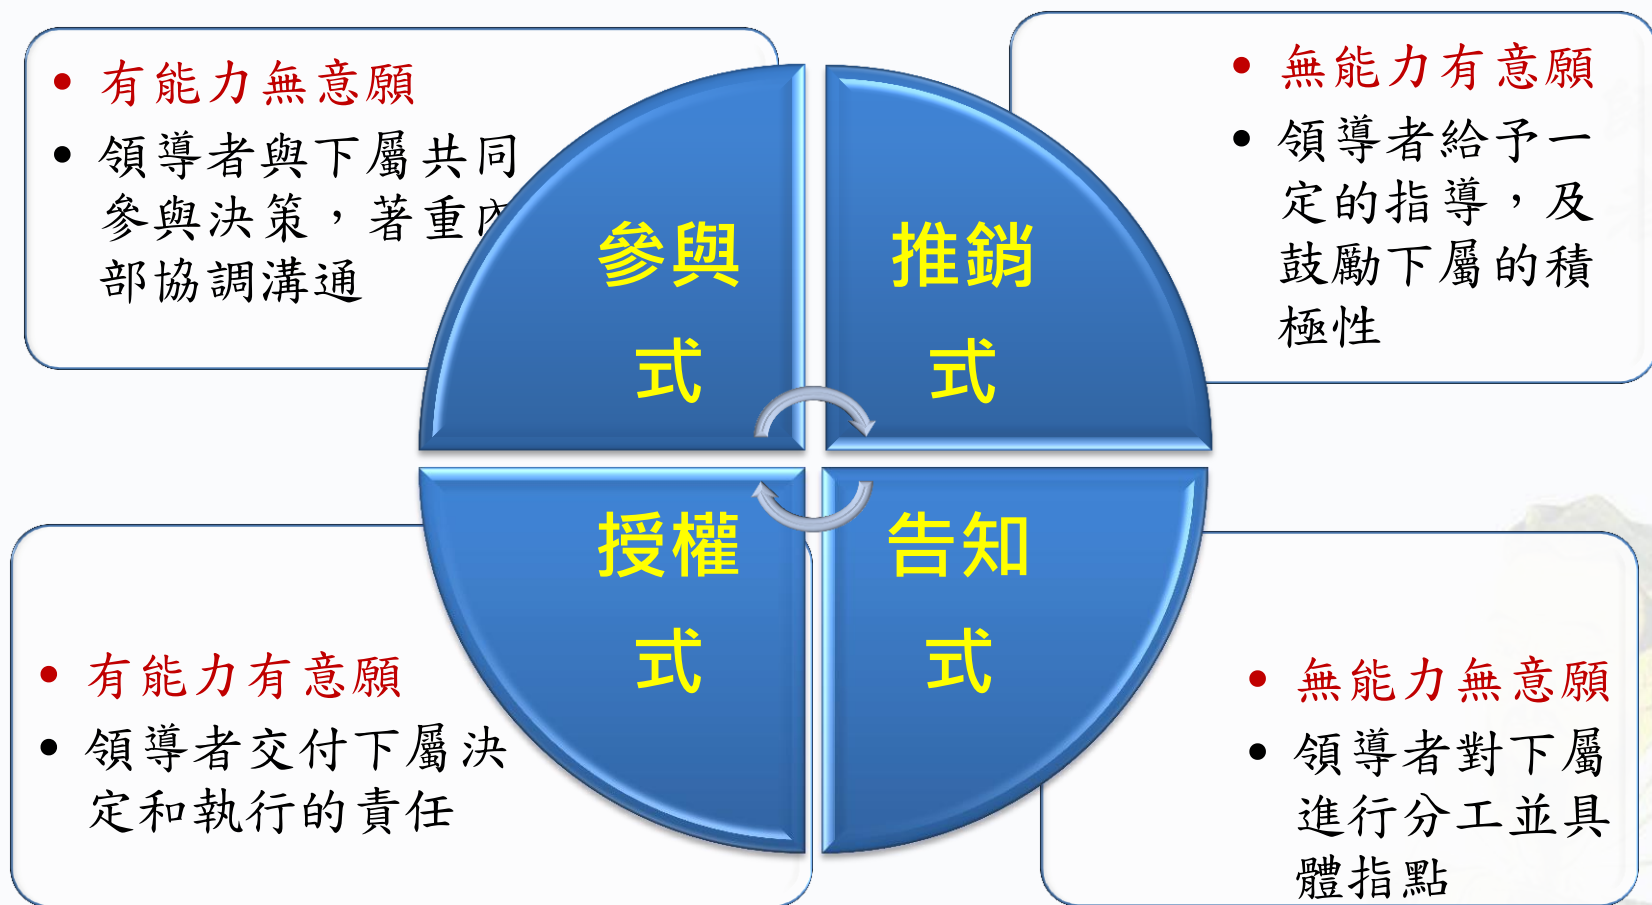 有能力無意願
領導者與下屬共同
參與決策，著重內
部協調溝通
參與
式
推銷
式
無能力有意願
領導者給予一
定的指導，及
鼓勵下屬的積
極性
有能力有意願
領導者交付下屬決
定和執行的責任
授權
式
告知
式
無能力無意願
領導者對下屬
進行分工並具
體指點